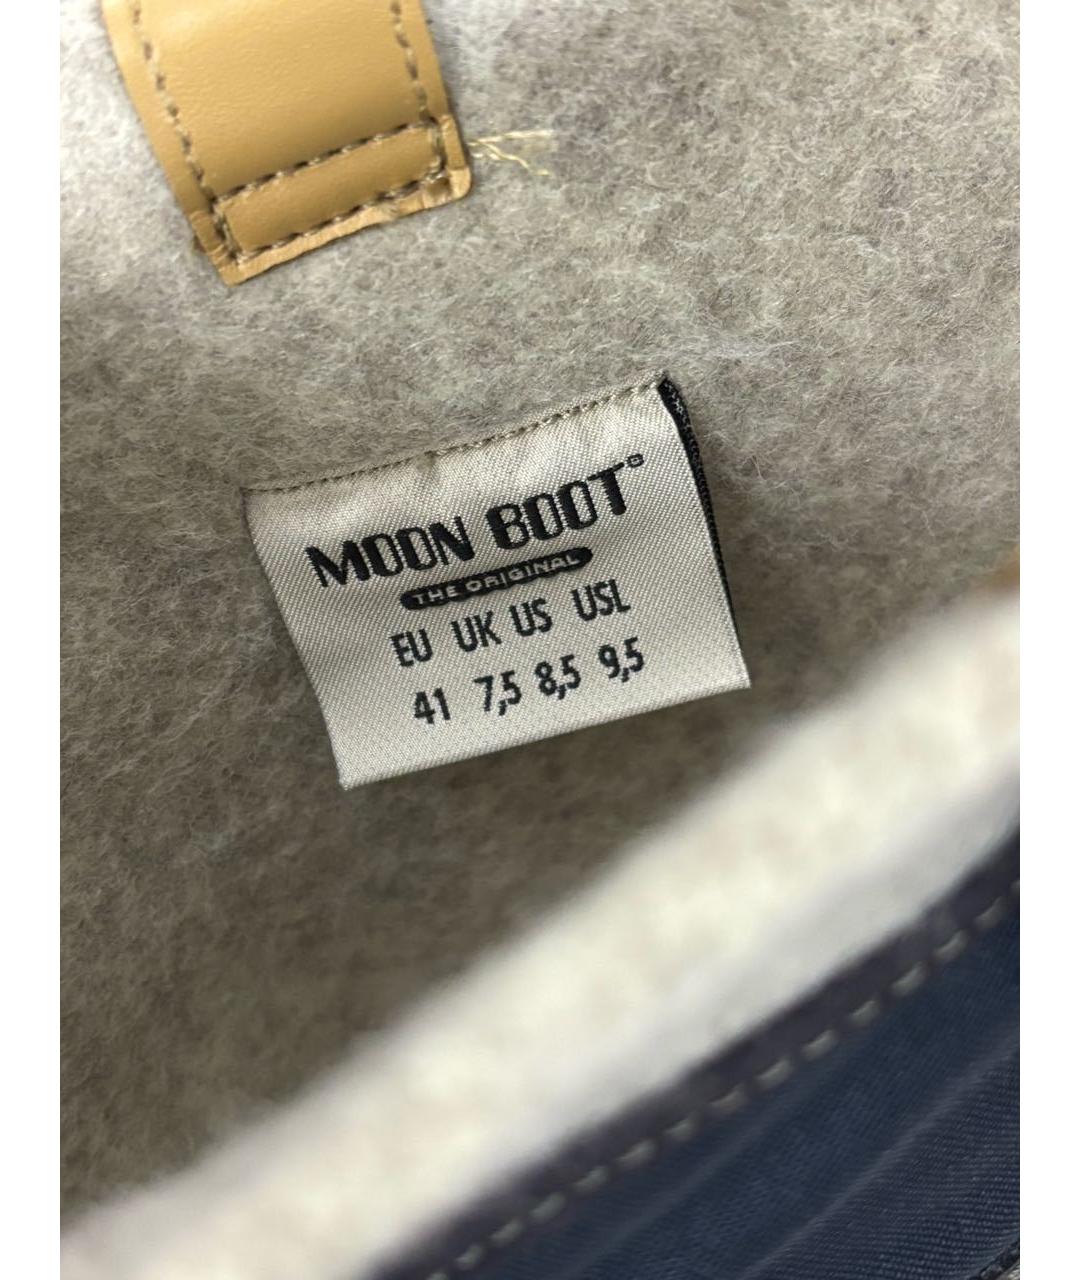 MOON BOOT®
THE ORIGINAL
EU UK US USL
41 7,5 8,5 9,5